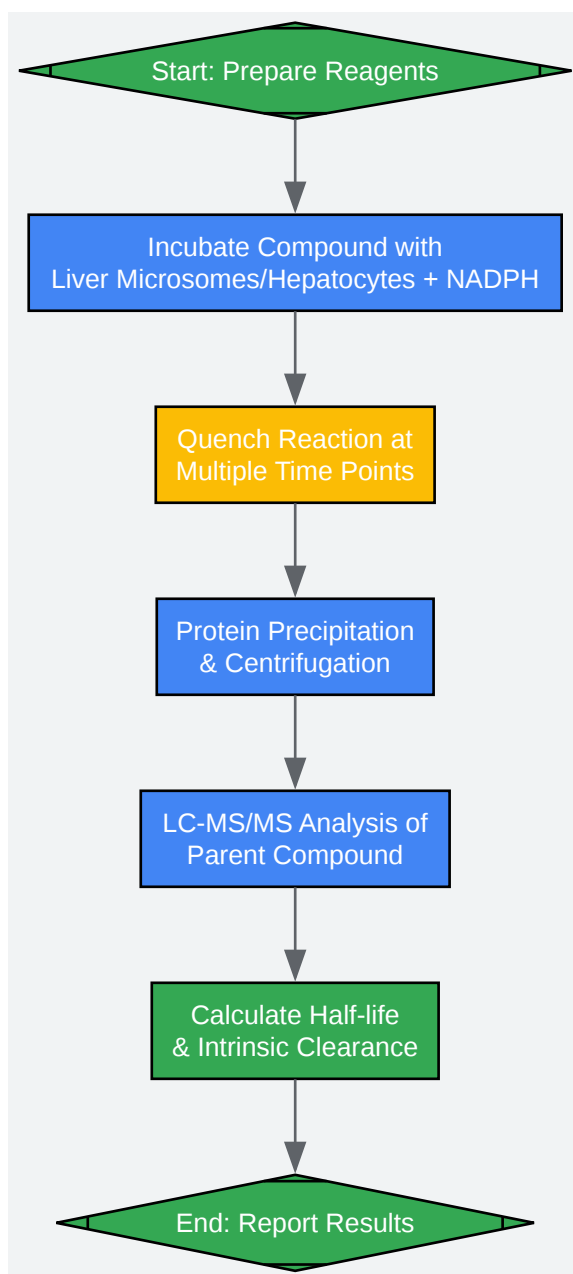 Start: Prepare Reagents
Incubate Compound with
Liver Microsomes/Hepatocytes + NADPH
Quench Reaction at
Multiple Time Points
Protein Precipitation
& Centrifugation
LC-MS/MS Analysis of
Parent Compound
Calculate Half-life
& Intrinsic Clearance
End: Report Results